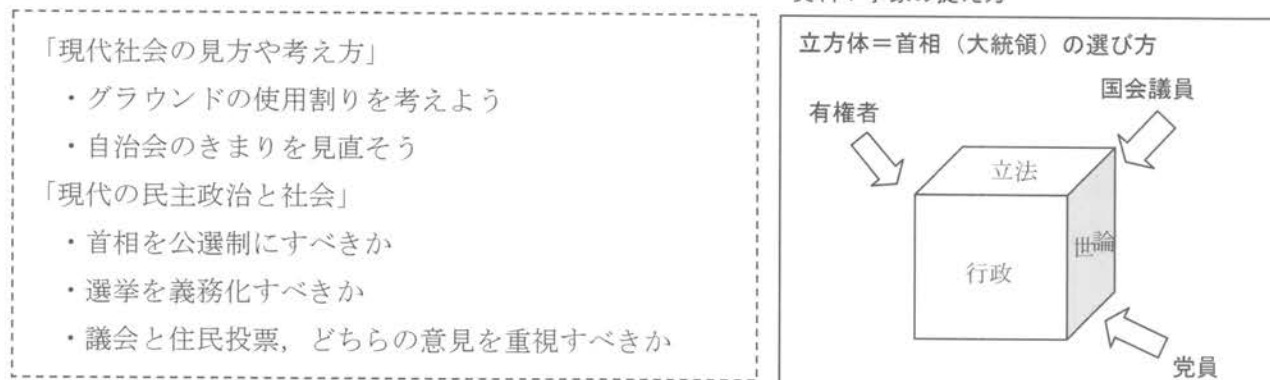 「現代社会の見方や考え方」
・グラウンドの使用割りを考えよう
・自治会のきまりを見直そう
「現代の民主政治と社会」
・首相を公選制にすべきか
・選挙を義務化すべきか
・議会と住民投票，どちらの意見を重視すべきか
立方体＝首相（大統領）の選び方
国会議員
有権者
立法
世論
行政
党員